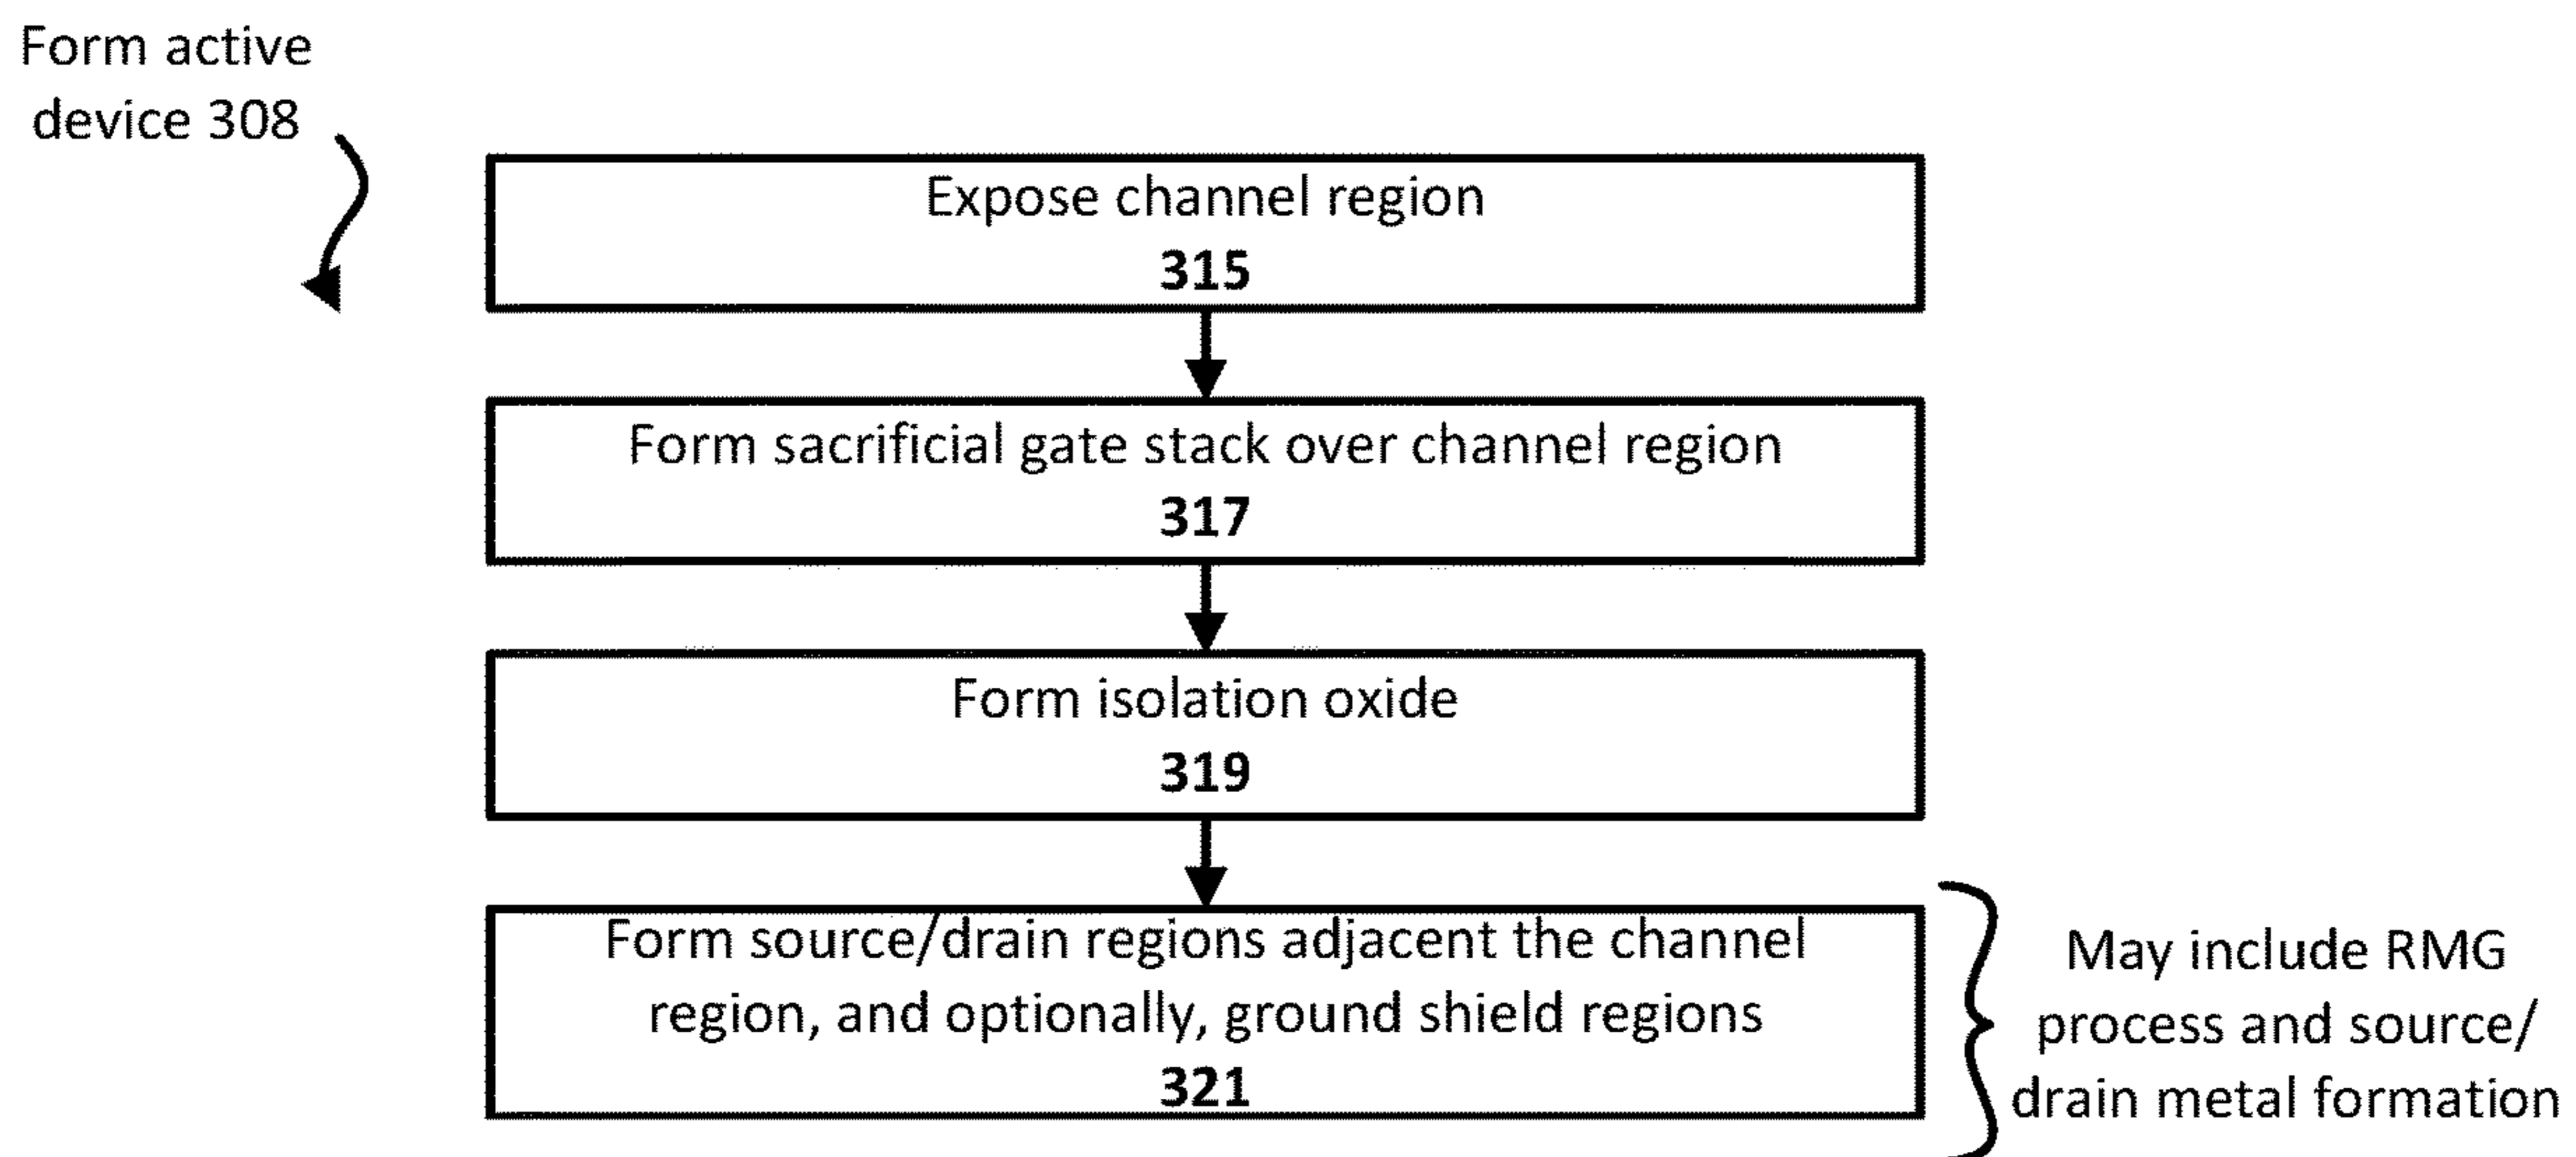 Form active
device 308
Expose channel region
315
Form sacrificial gate stack over channel region
317
Form isolation oxide
319
Form source/drain regions adjacent the channel
region, and optionally, ground shield regions
321
May include RMG
process and source/
drain metal formation